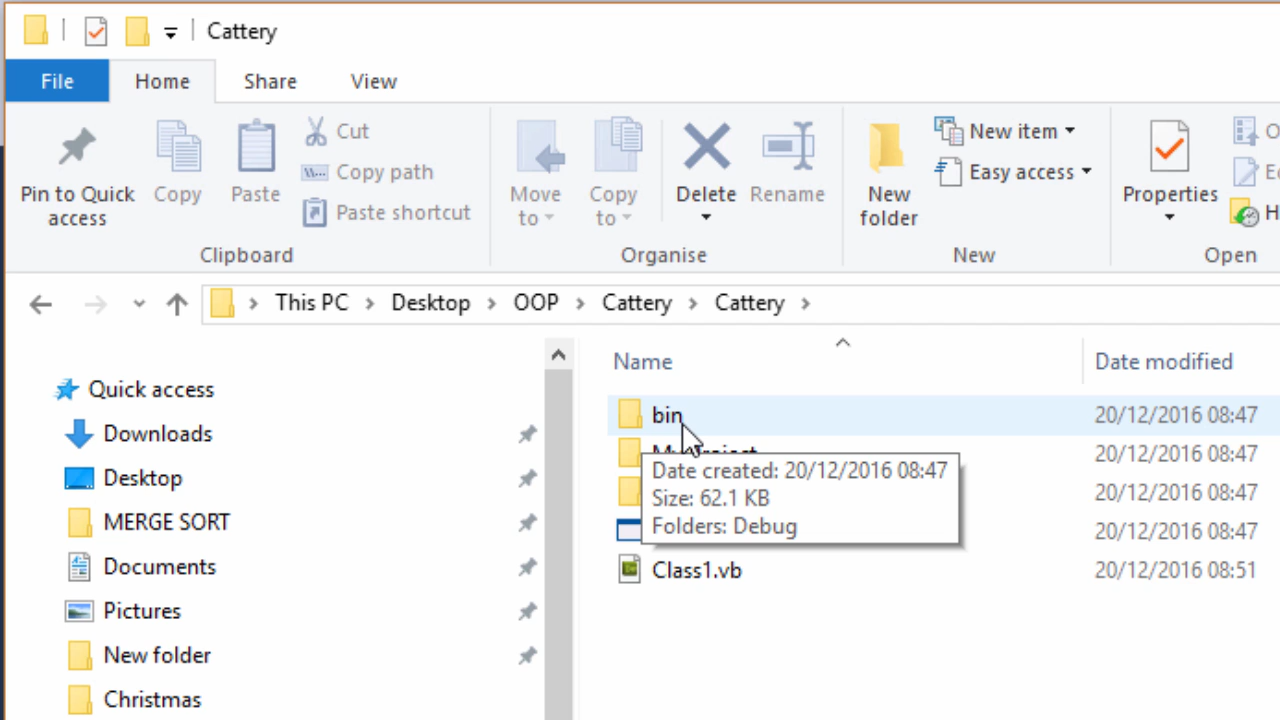 Cattery
File Home Share View
Pin to Quick access
Copy
Paste
Cut
Copy path
Paste shortcut
Clipboard
Move to
Copy to
Delete
Rename
Organise
New folder
New item
Easy access
New
Properties
Open
This PC > Desktop > OOP > Cattery > Cattery >
Quick access
Downloads
Desktop
MERGE SORT
Documents
Pictures
New folder
Christmas
Name Date modified
bin 20/12/2016 08:47
20/12/2016 08:47
20/12/2016 08:47
20/12/2016 08:47
Class1.vb 20/12/2016 08:51
Date created: 20/12/2016 08:47
Size: 62.1 KB
Folders: Debug